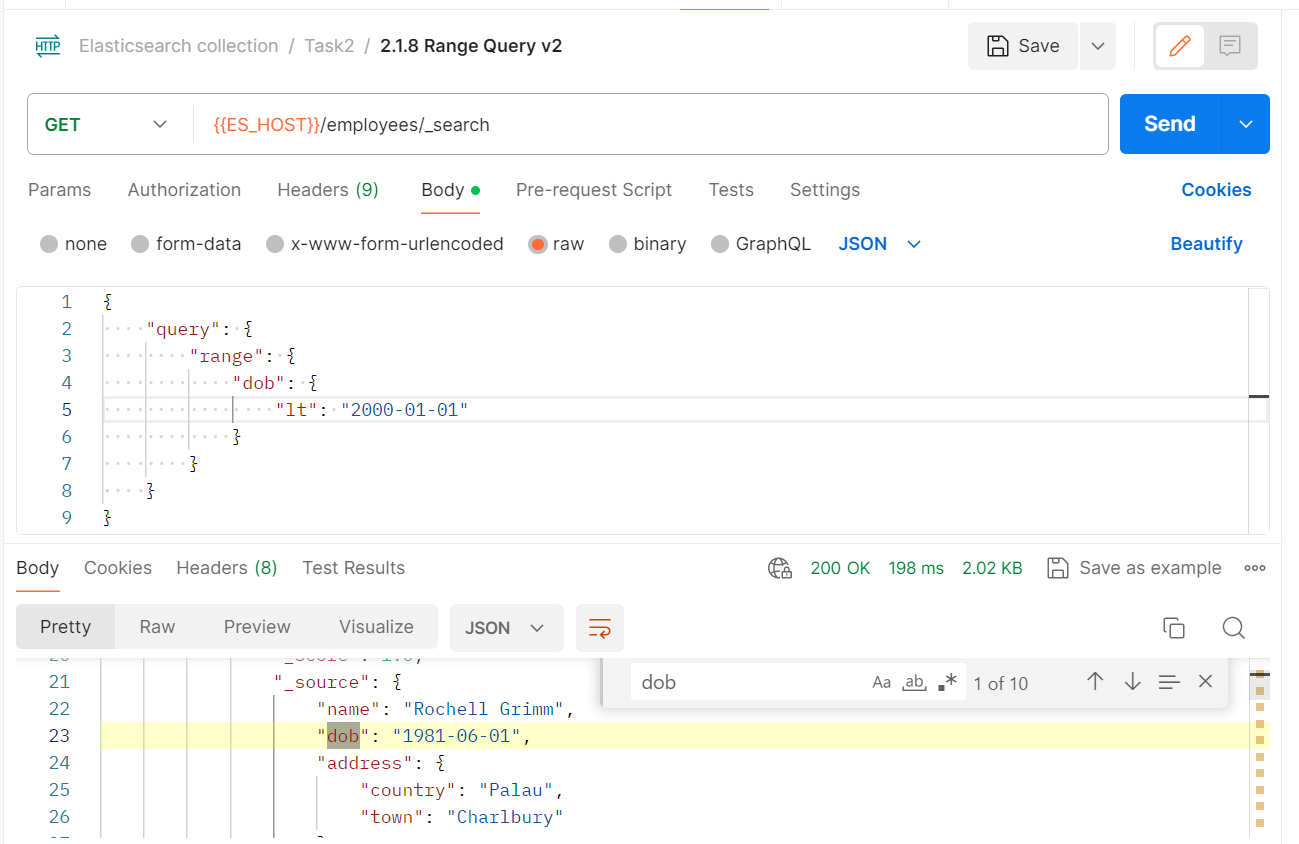 HTTP Elasticsearch collection / Task2 / 2.1.8 Range Query v2 Save
GET {{ES_HOST}}/employees/_search Send
Params Authorization Headers (9) Body Pre-request Script Tests Settings Cookies
none form-data x-www-form-urlencoded raw binary GraphQL JSON Beautify
1 {
2 "query": {
3 "range": {
4 "dob": {
5 "lt": "2000-01-01"
6 }
7 }
8 }
9 }
Body Cookies Headers (8) Test Results 200 OK 198 ms 2.02 KB Save as example
Pretty Raw Preview Visualize JSON
20 "_score": 1.0,
dob Aa ab .* 1 of 10
21 "_source": {
22 "name": "Rochell Grimm",
23 "dob": "1981-06-01",
24 "address": {
25 "country": "Palau",
26 "town": "Charlbury"